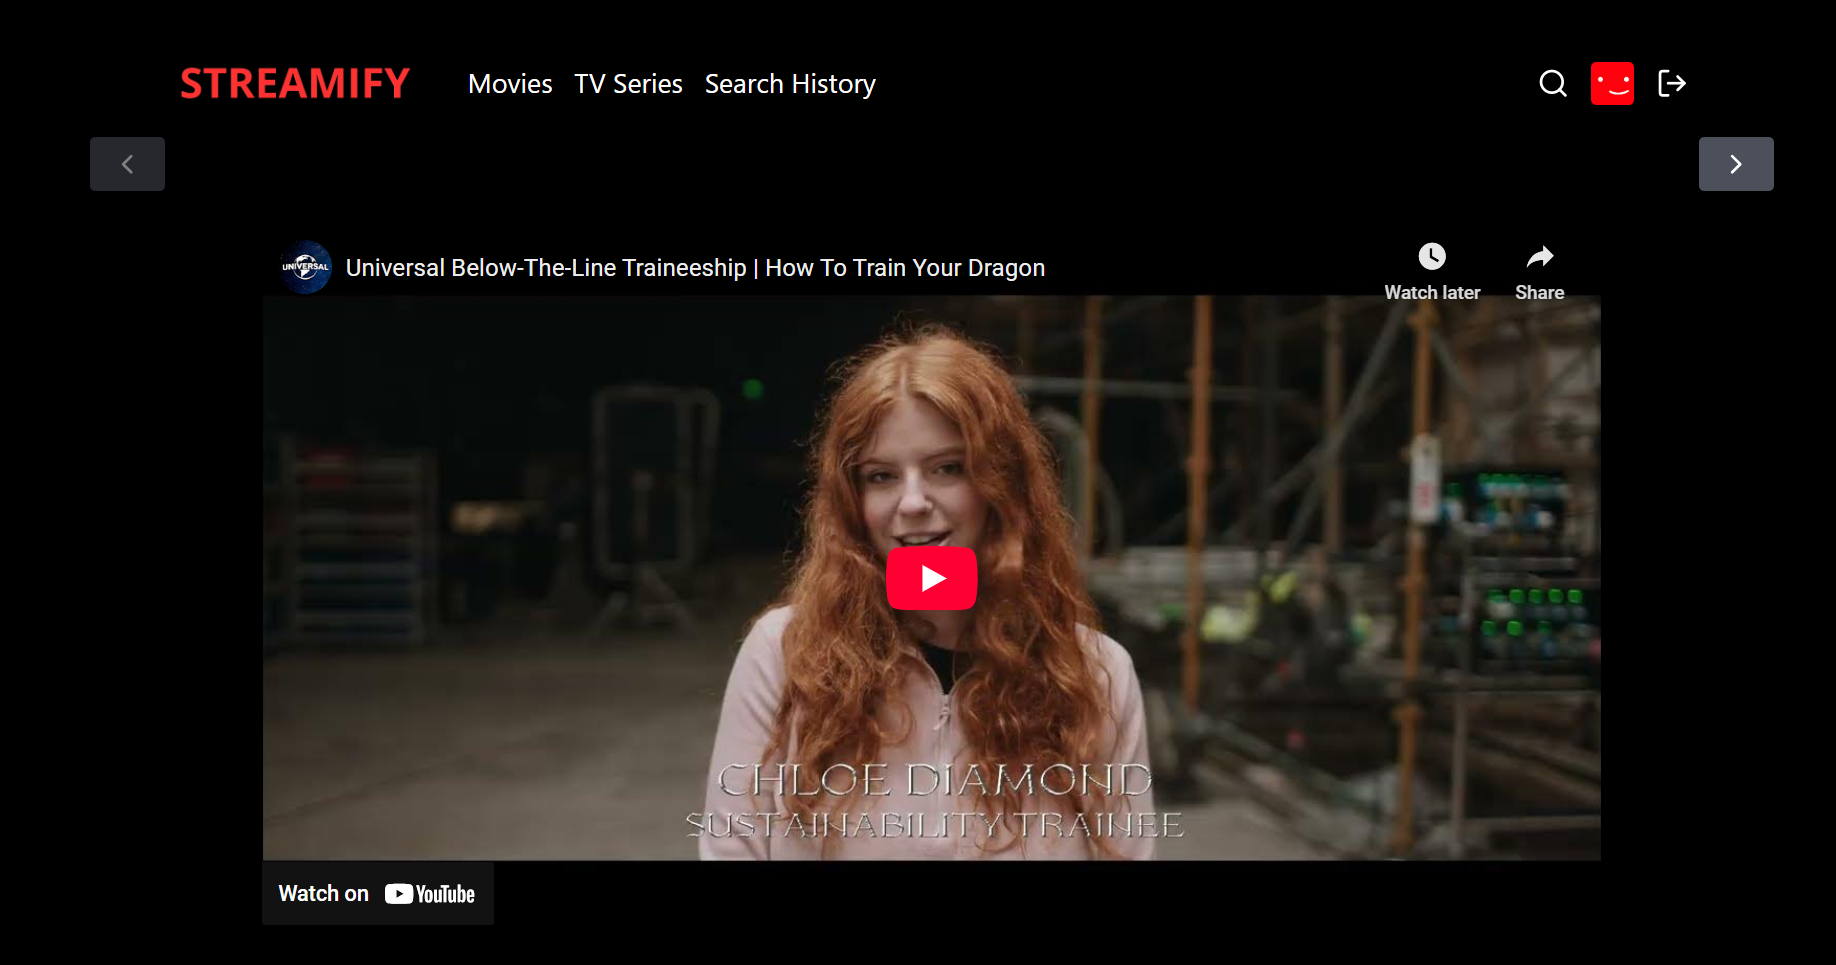 STREAMIFY Movies TV Series Search History
UNIVERSAL
Universal Below-The-Line Traineeship | How To Train Your Dragon
Watch later Share
CHLOE DIAMOND
SUSTAINABILITY TRAINEE
Watch on YouTube